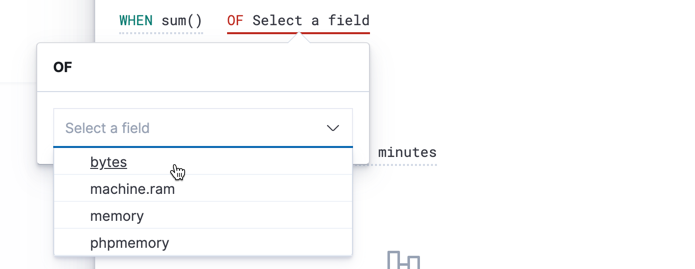 WHEN sum() OF Select a field
OF
Select a field
minutes
bytes
machine.ram
memory
phpmemory